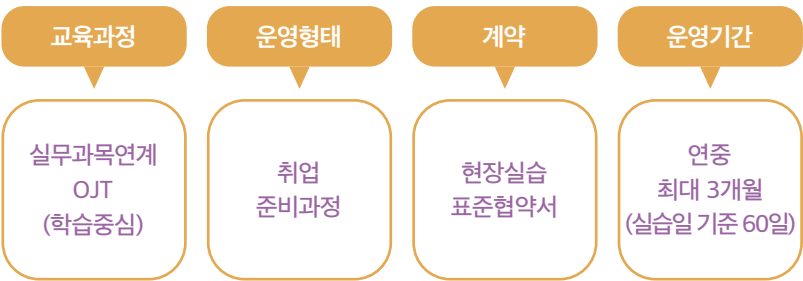 교육과정
실무과목연계
OJT
(학습중심)
운영형태
취업
준비과정
계약
현장실습
표준협약서
운영기간
연중
최대 3개월
(실습일 기준 60일)